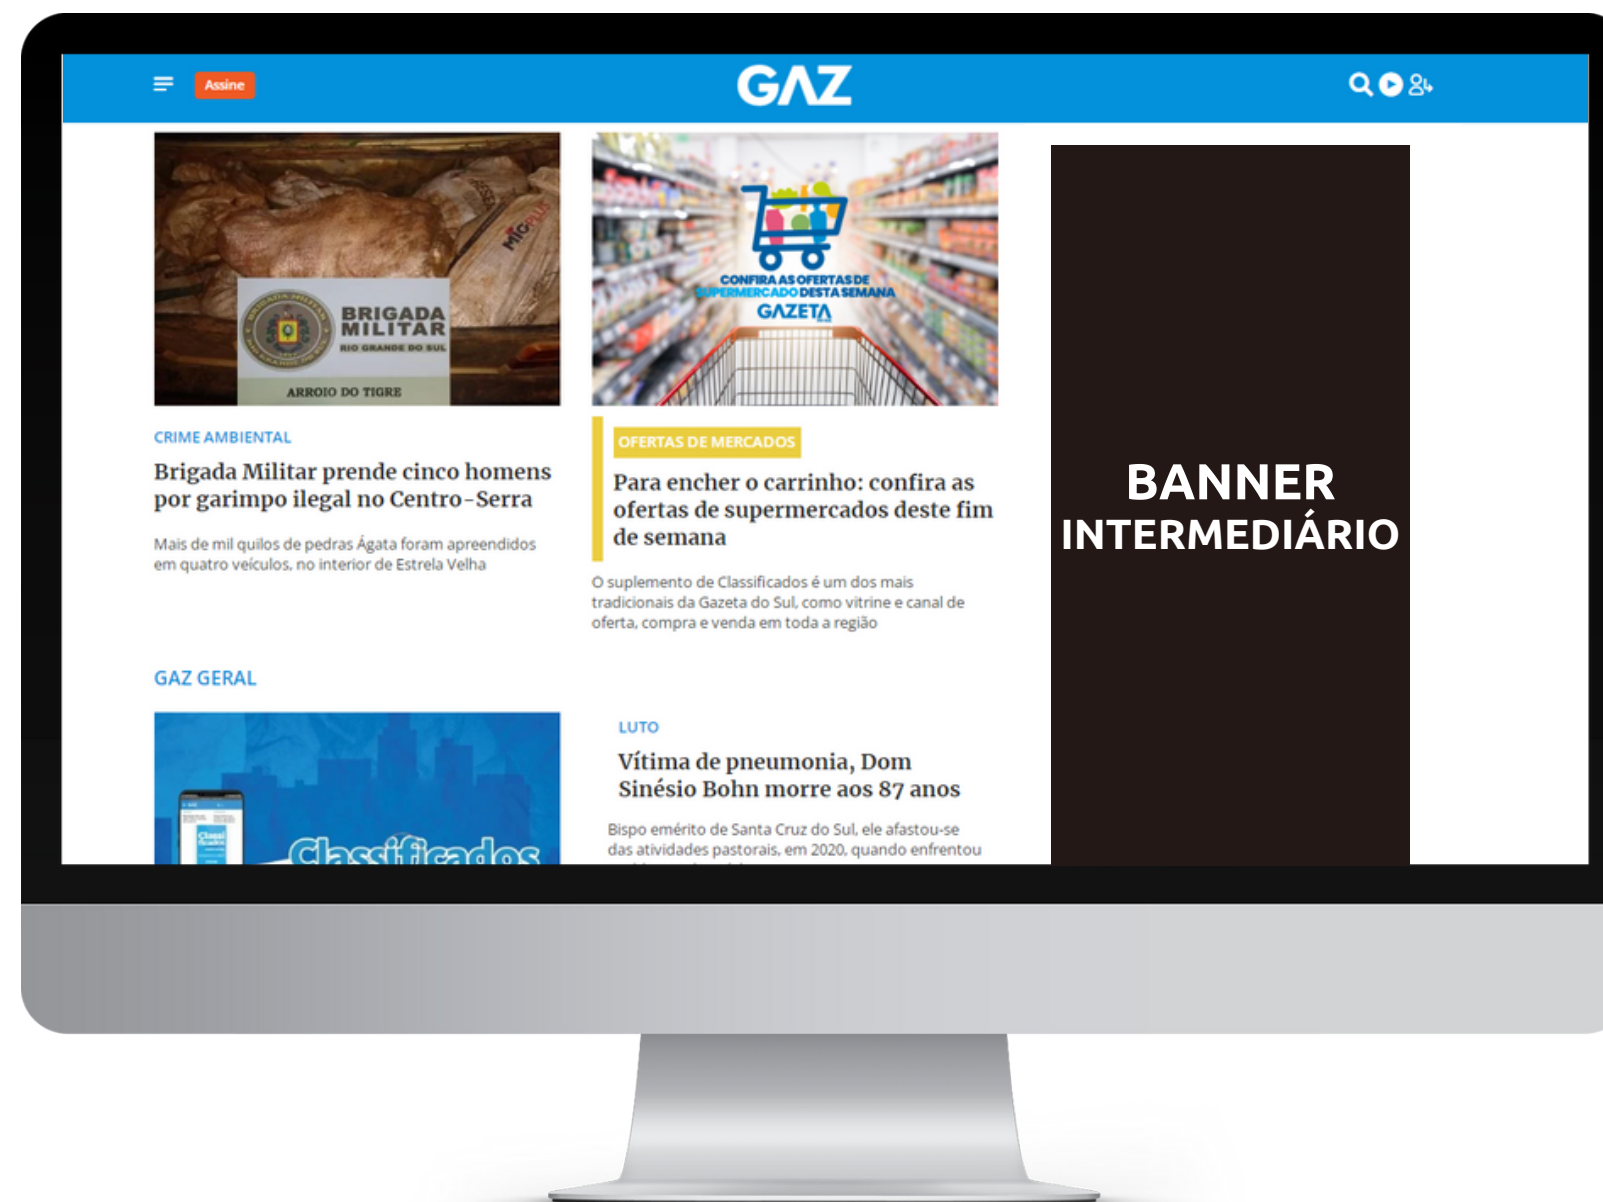 Assine
GAZ
GESSE
MICPLUS
BRIGADA MILITAR
BRIGADA
MILITAR
RIO GRANDE DO SUL
ARROIO DO TIGRE
CRIME AMBIENTAL
Brigada Militar prende cinco homens
por garimpo ilegal no Centro-Serra
Mais de mil quilos de pedras Ágata foram apreendidos
em quatro veículos, no interior de Estrela Velha
CONFIRA AS OFERTAS DE
SUPERMERCADO DESTA SEMANA
GAZETA
OFERTAS DE MERCADOS
Para encher o carrinho: confira as
ofertas de supermercados deste fim
de semana
O suplemento de Classificados é um dos mais
tradicionais da Gazeta do Sul, como vitrine e canal de
oferta, compra e venda em toda a região
GAZ GERAL
Classi
ficados
Classificados
LUTO
Vítima de pneumonia, Dom
Sinésio Bohn morre aos 87 anos
Bispo emérito de Santa Cruz do Sul, ele afastou-se
das atividades pastorais, em 2020, quando enfrentou
BANNER
INTERMEDIÁRIO